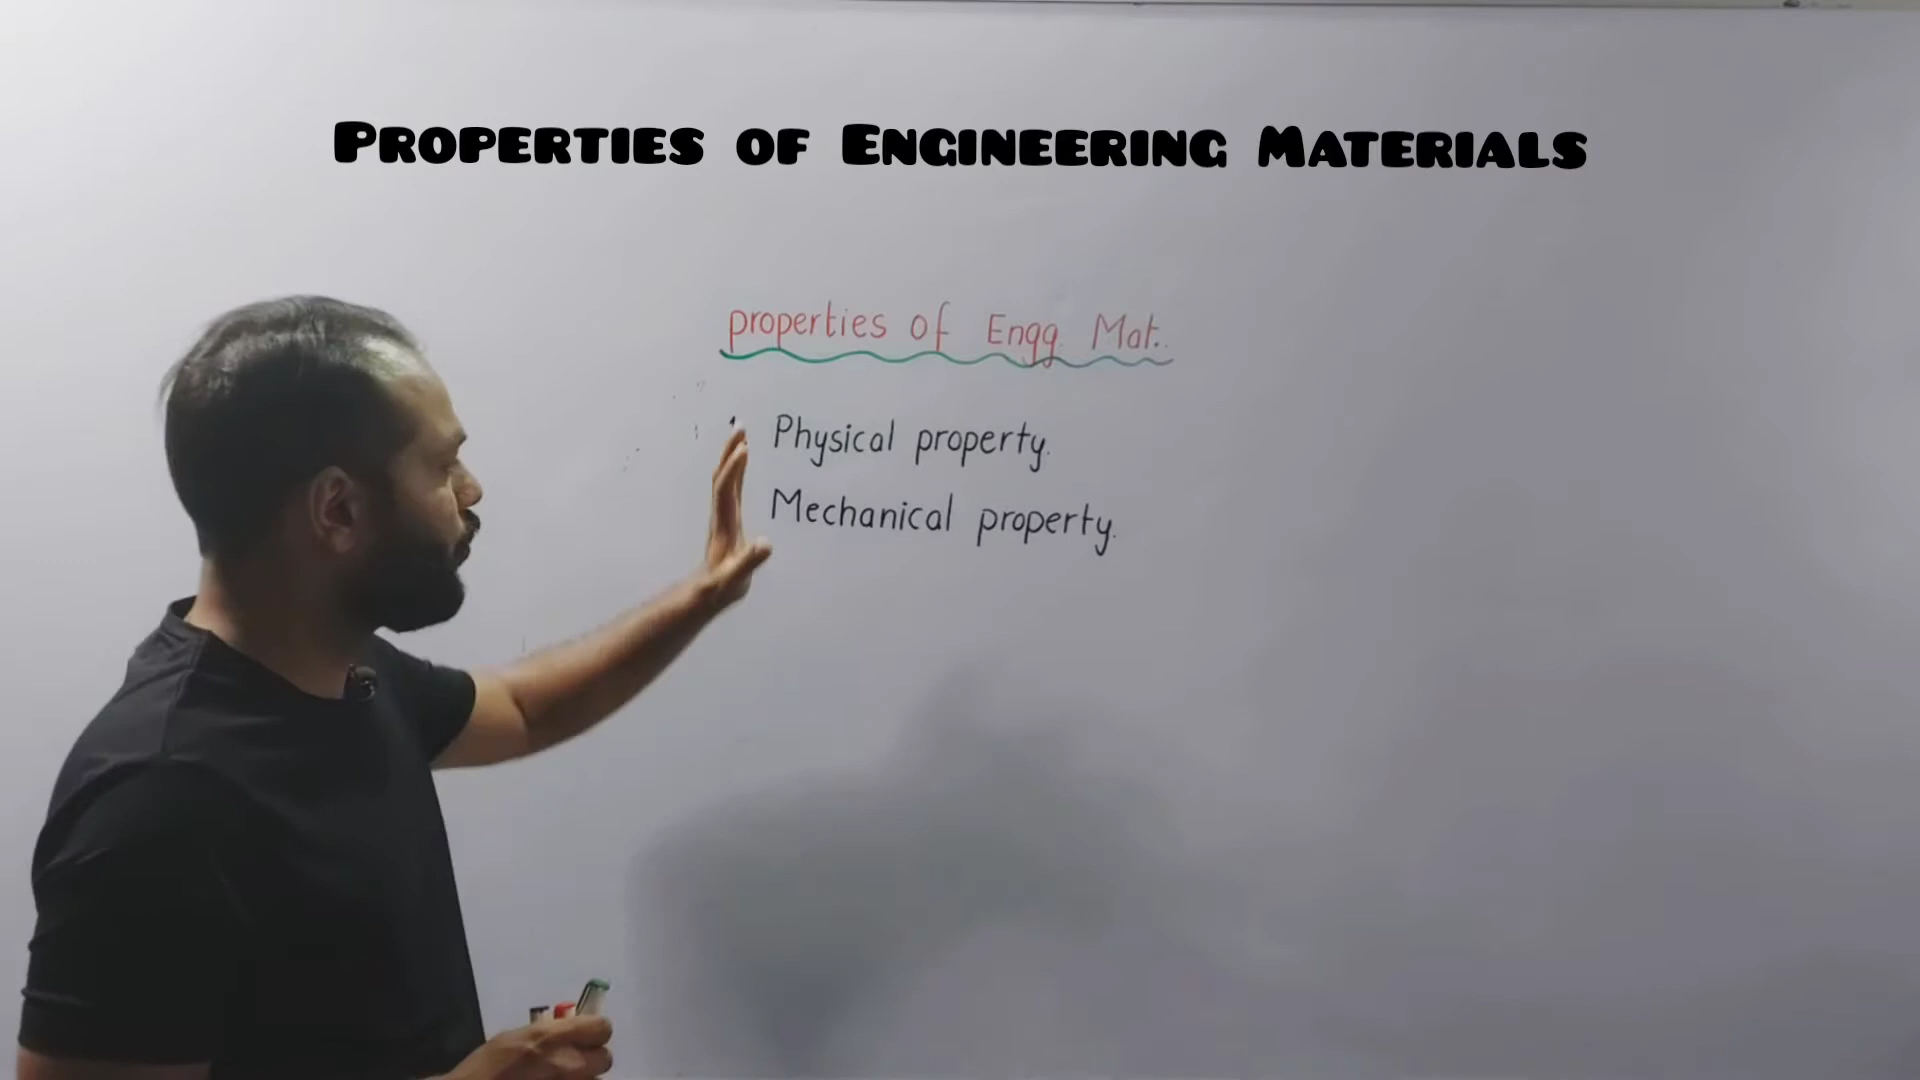 Properties of Engineering Materials
properties of Engg. Mat..
Physical property.
Mechanical property.